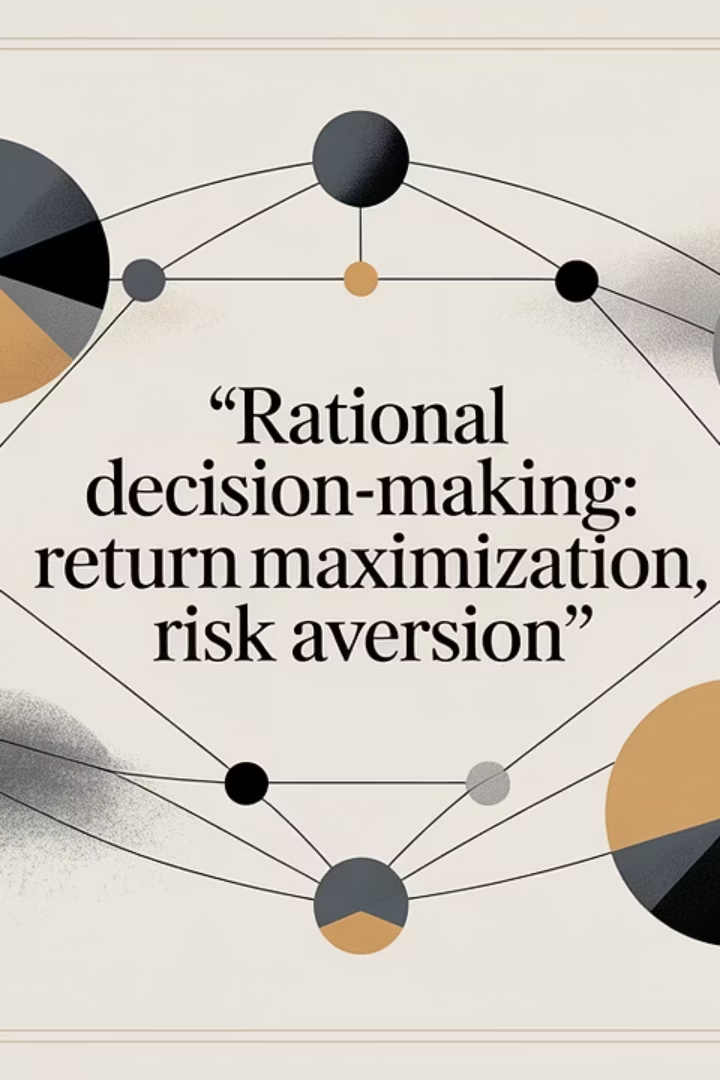 “Rational
decision-making:
return maximization,
risk aversion”